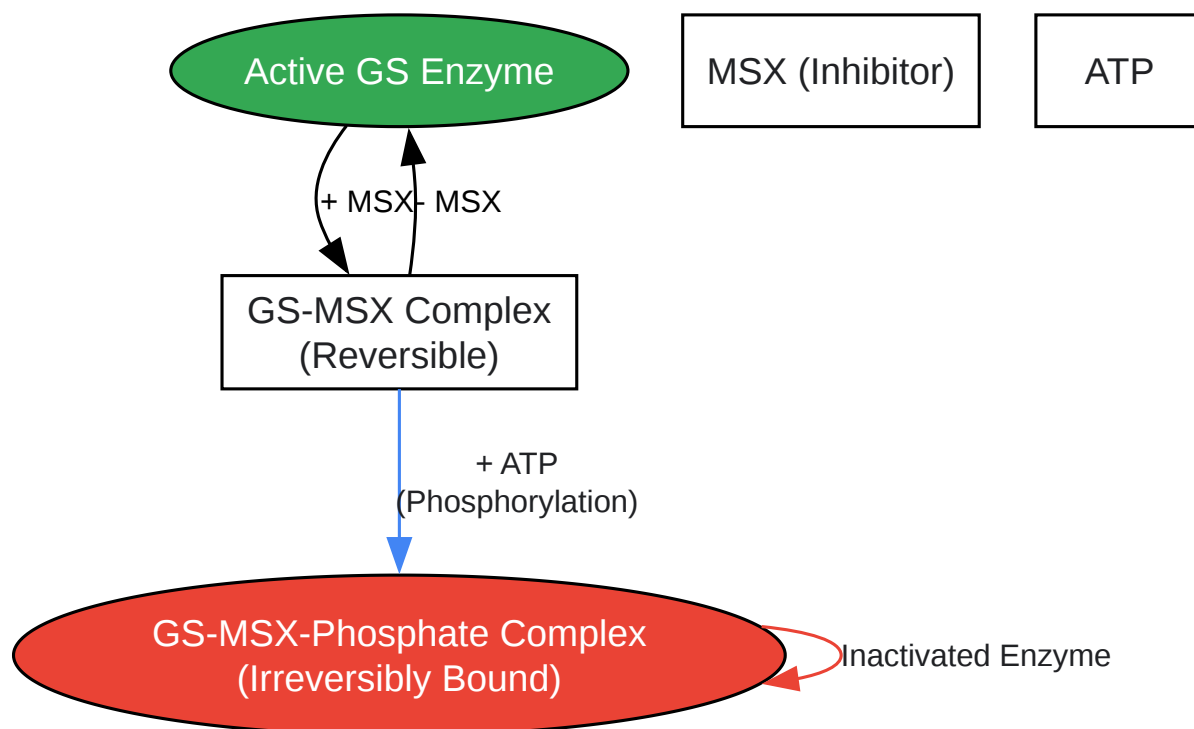 Active GS Enzyme
MSX (Inhibitor)
ATP
+ MSX
- MSX
GS-MSX Complex
(Reversible)
+ ATP
(Phosphorylation)
GS-MSX-Phosphate Complex
(Irreversibly Bound)
Inactivated Enzyme